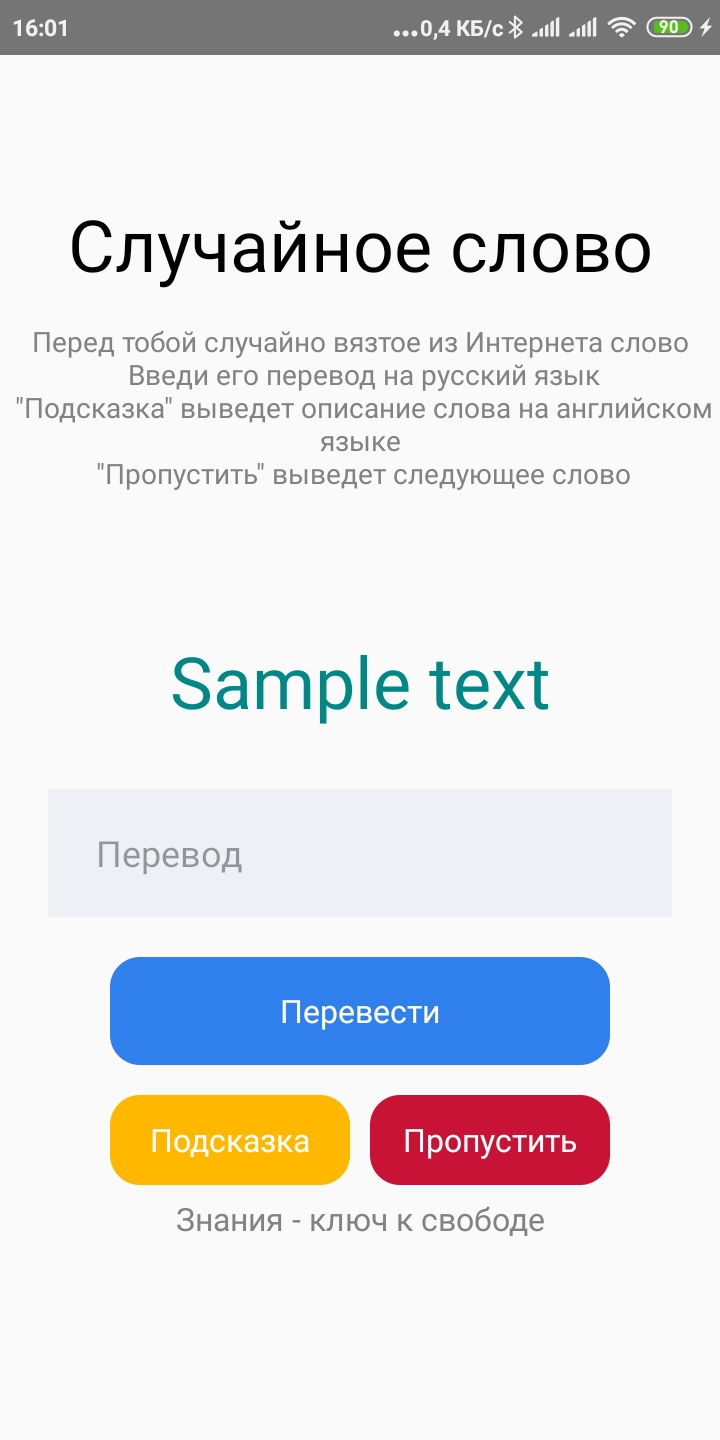 16:01
...0,4 КБ/с 90
Случайное слово
Перед тобой случайно вязтое из Интернета слово
Введи его перевод на русский язык
"Подсказка" выведет описание слова на английском
языке
"Пропустить" выведет следующее слово
Sample text
Перевод
Перевести
Подсказка Пропустить
Знания - ключ к свободе